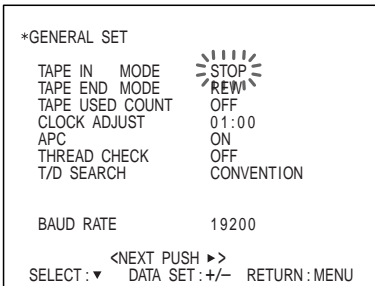 *GENERAL SET
TAPE IN MODE STOP
TAPE END MODE REW
TAPE USED COUNT OFF
CLOCK ADJUST 01:00
APC ON
THREAD CHECK OFF
T/D SEARCH CONVENTION
BAUD RATE 19200
<NEXT PUSH ►>
SELECT:▼ DATA SET:+/– RETURN:MENU